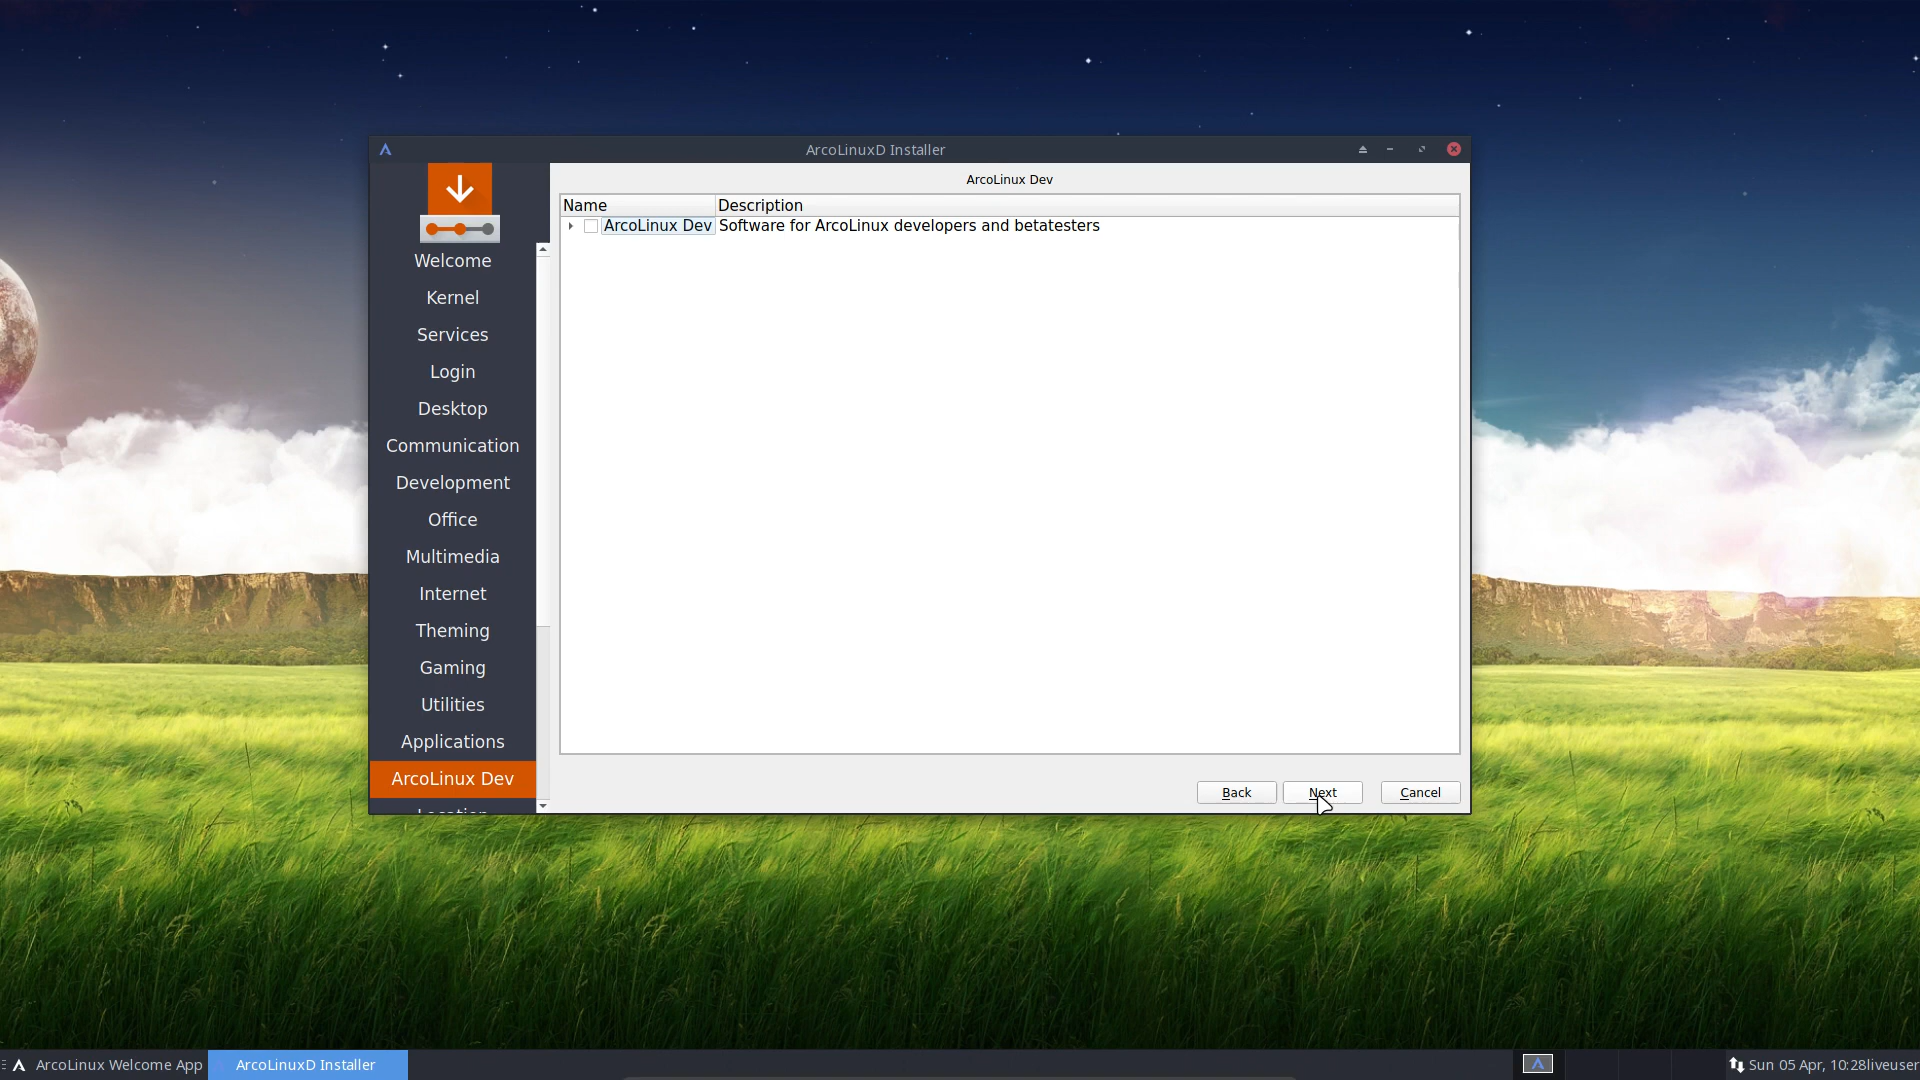 ArcoLinuxD Installer
Welcome
Kernel
Services
Login
Desktop
Communication
Development
Office
Multimedia
Internet
Theming
Gaming
Utilities
Applications
ArcoLinux Dev
ArcoLinux Dev
Name Description
ArcoLinux Dev Software for ArcoLinux developers and betatesters
Back Next Cancel
ArcoLinux Welcome App ArcoLinuxD Installer Sun 05 Apr, 10:28liveuser